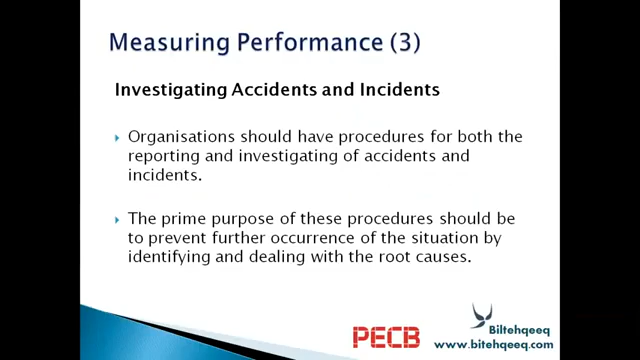 Measuring Performance (3)
Investigating Accidents and Incidents
Organisations should have procedures for both the
reporting and investigating of accidents and
incidents.
The prime purpose of these procedures should be
to prevent further occurrence of the situation by
identifying and dealing with the root causes.
PECB
Biltehqeeq
www.bitehqeeq.com